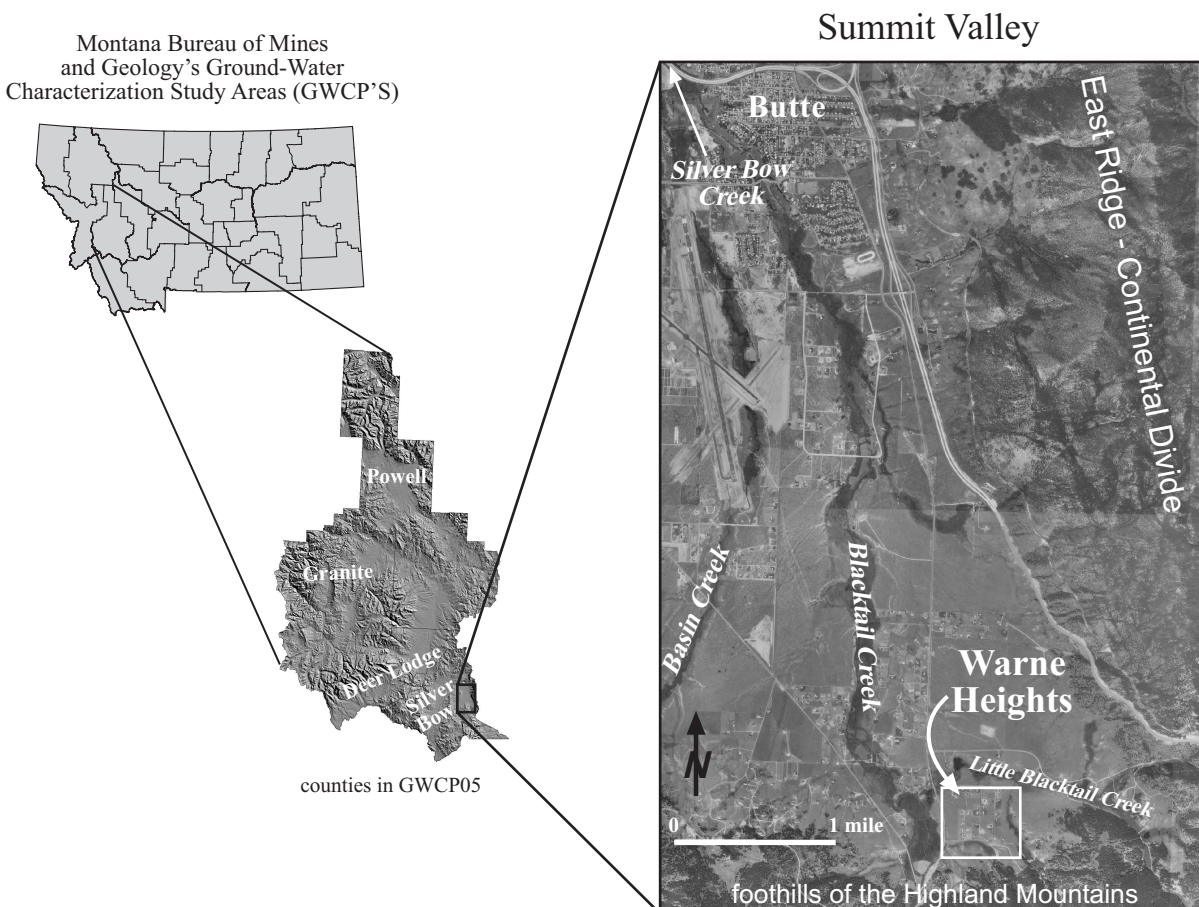 Montana Bureau of Mines
and Geology's Ground-Water
Characterization Study Areas (GWCP'S)
Powell
Granite
Deer Lodge
Silver
Bow
counties in GWCP05
Summit Valley
Butte
Silver Bow
Creek
East Ridge - Continental Divide
Basin Creek
Blacktail Creek
Warne
Heights
Little Blacktail Creek
N
0
1 mile
foothills of the Highland Mountains